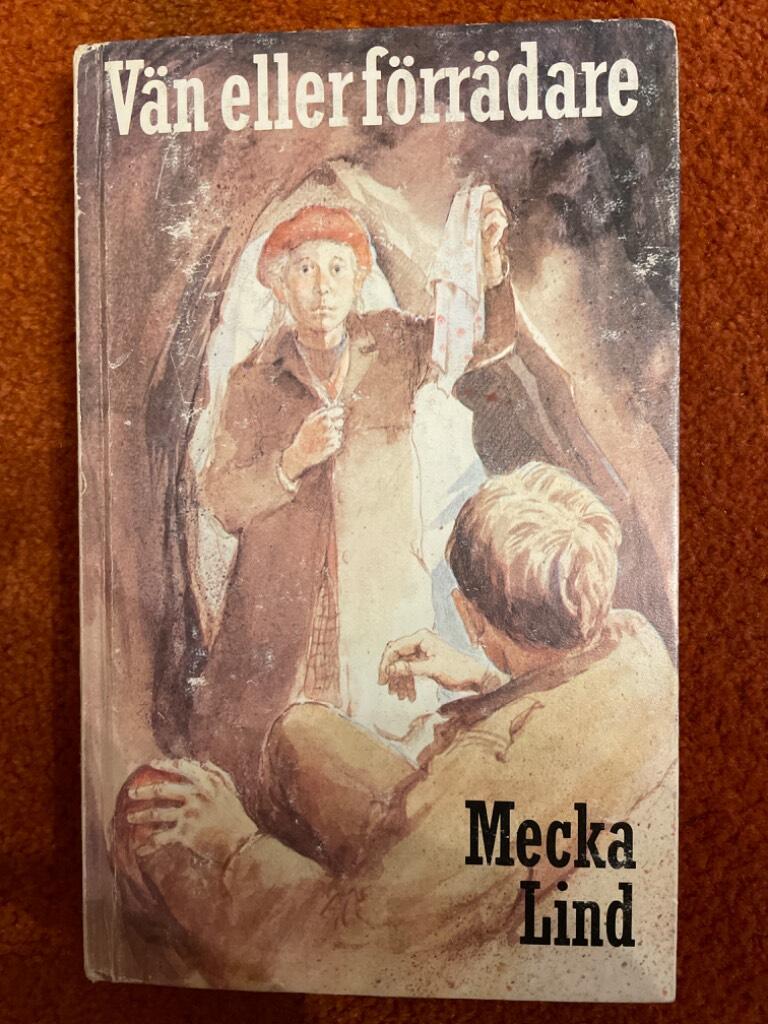 Vän eller förrädare
Mecka
Lind